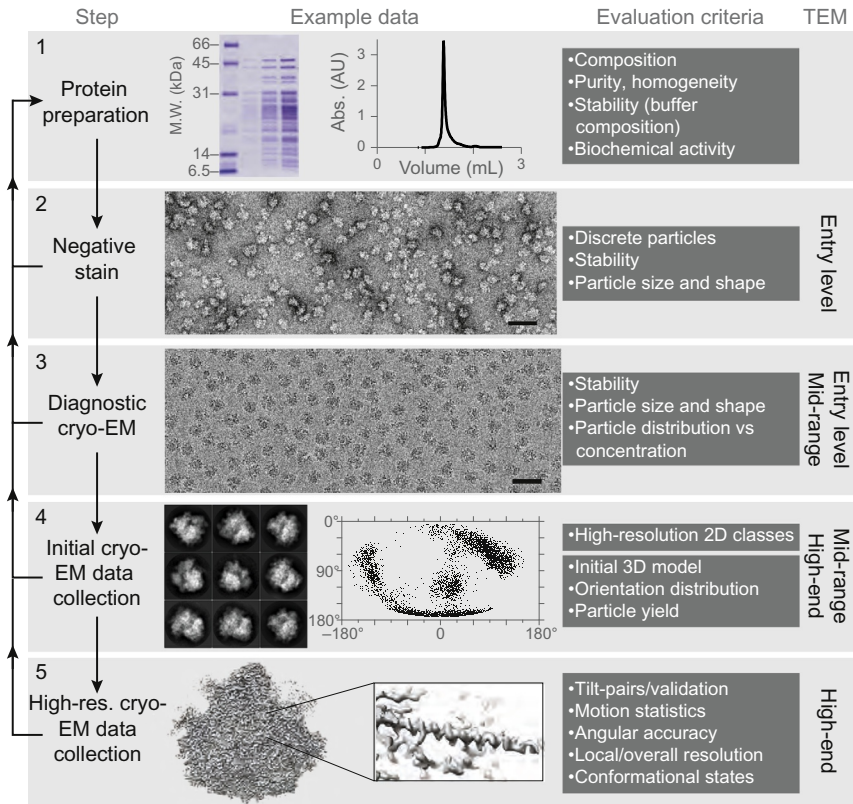 Step Example data Evaluation criteria TEM
1
Protein
preparation
M.W. (kDa)
66
45
31
14
6.5
Abs. (AU)
3
2
1
0
0 Volume (mL) 3
•Composition
•Purity, homogeneity
•Stability (buffer
composition)
•Biochemical activity
2
Negative
stain
•Discrete particles
•Stability
•Particle size and shape
Entry level
3
Diagnostic
cryo-EM
•Stability
•Particle size and shape
•Particle distribution vs
concentration
Entry level
Mid-range
4
Initial cryo-
EM data
collection
0°
90°
180°
–180° 0 180°
•High-resolution 2D classes
•Initial 3D model
•Orientation distribution
•Particle yield
Mid-range
High-end
5
High-res. cryo-
EM data
collection
•Tilt-pairs/validation
•Motion statistics
•Angular accuracy
•Local/overall resolution
•Conformational states
High-end